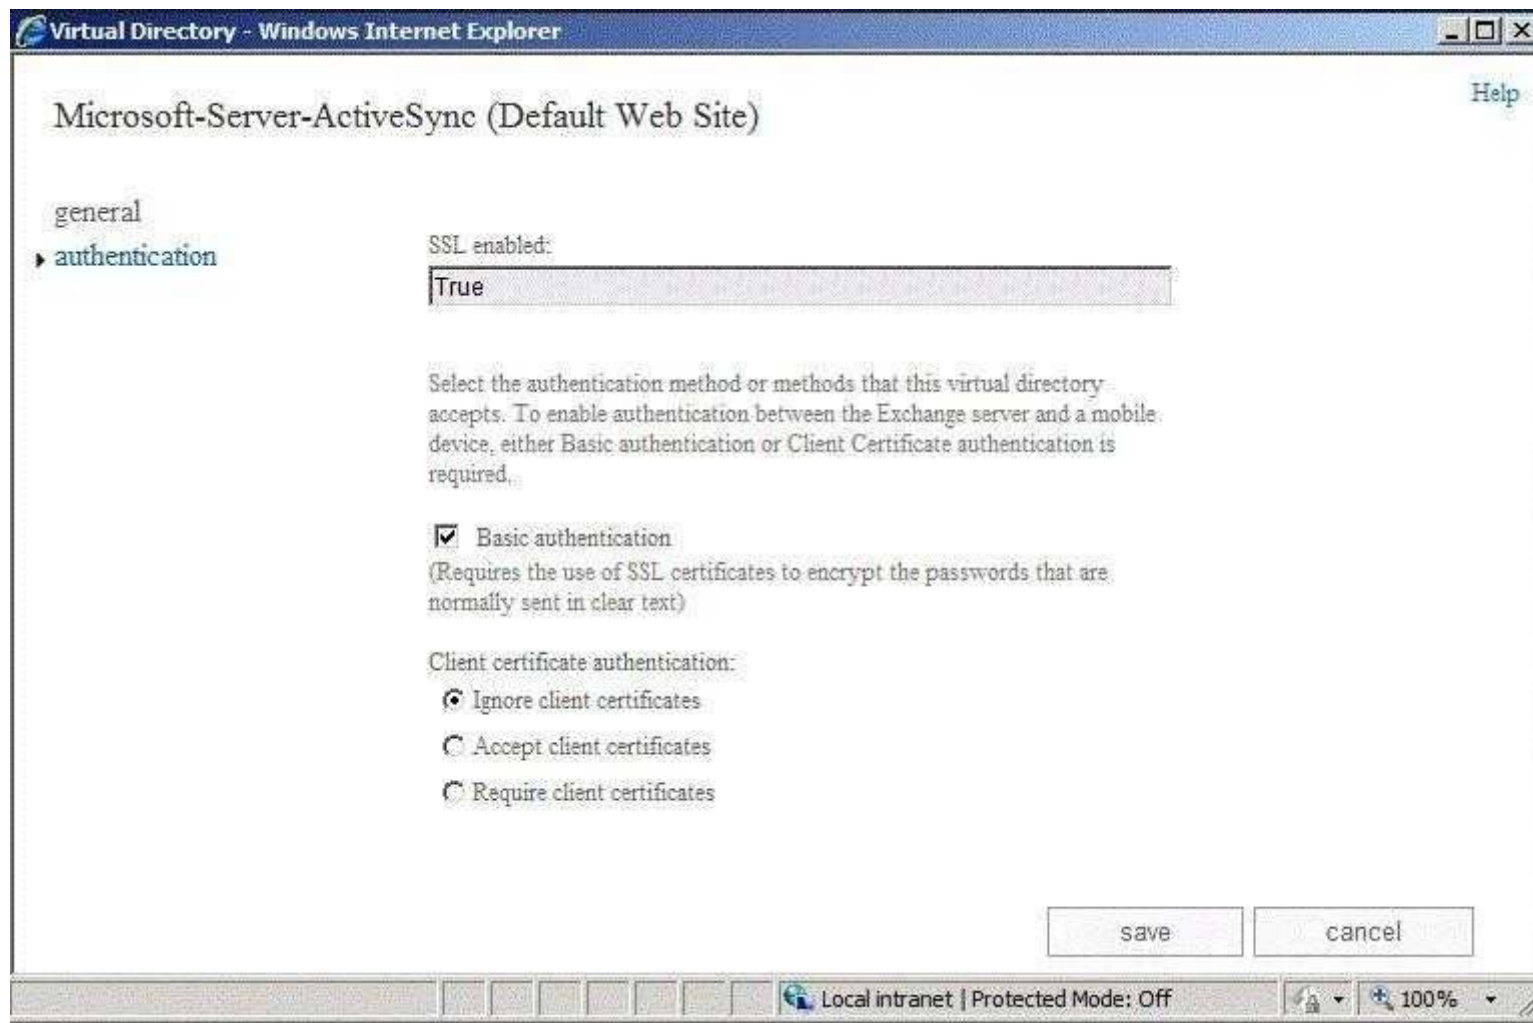 Virtual Directory - Windows Internet Explorer
Help
Microsoft-Server-ActiveSync (Default Web Site)
general
authentication
SSL enabled:
True
Select the authentication method or methods that this virtual directory
accepts. To enable authentication between the Exchange server and a mobile
device, either Basic authentication or Client Certificate authentication is
required.
Basic authentication
(Requires the use of SSL certificates to encrypt the passwords that are
normally sent in clear text)
Client certificate authentication:
Ignore client certificates
Accept client certificates
Require client certificates
save
cancel
Local intranet | Protected Mode: Off
100%